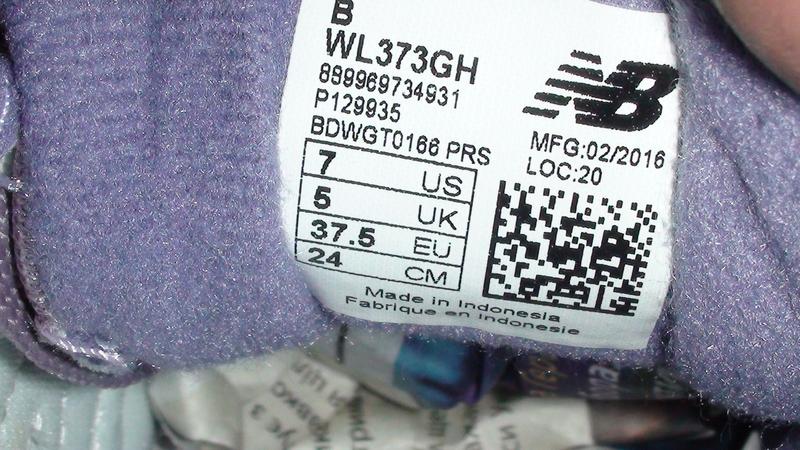 B
WL373GH
889969734931
P129935
BDWGT0166 PRS
NB
MFG:02/2016
LOC:20
7 US
5 UK
37.5 EU
24 CM
Made in Indonesia
Fabrique en Indonesie